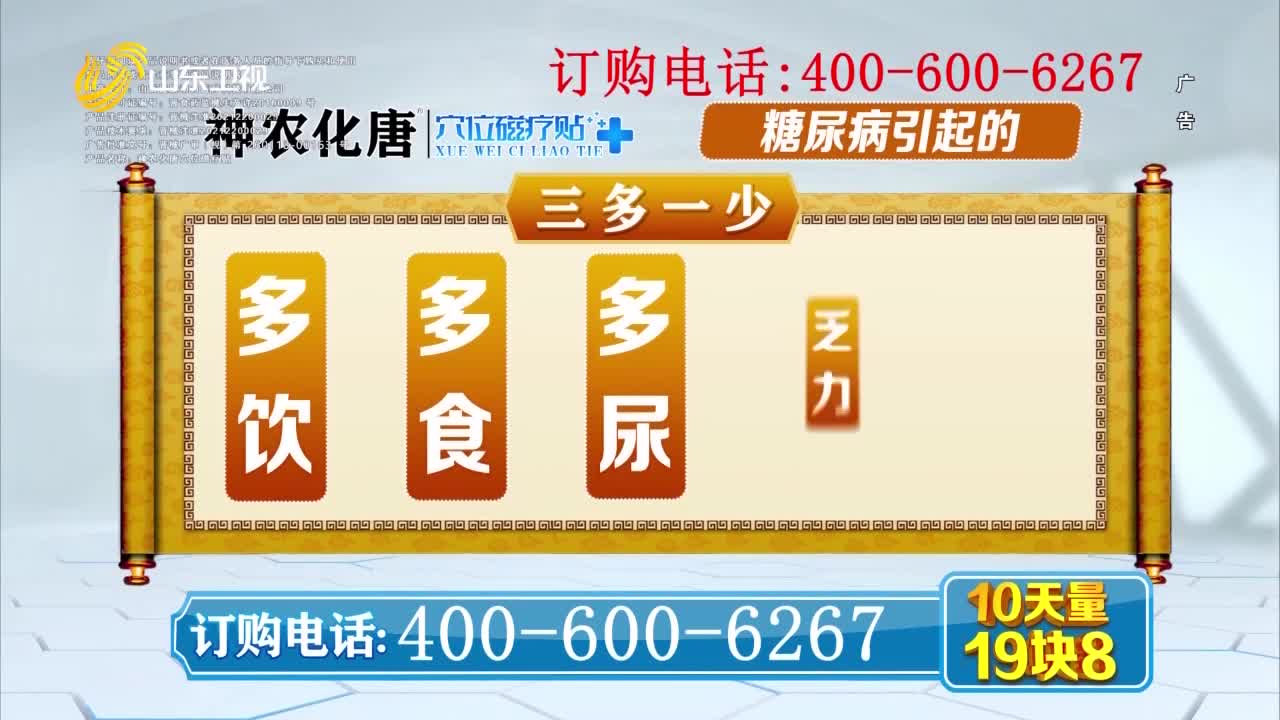 山东卫视
订购电话:400-600-6267
广告
神农化唐
穴位磁疗贴
XUE WEI CI LIAO TIE
糖尿病引起的
三多一少
多饮
多食
多尿
乏力
订购电话:400-600-6267
10天量
19块8